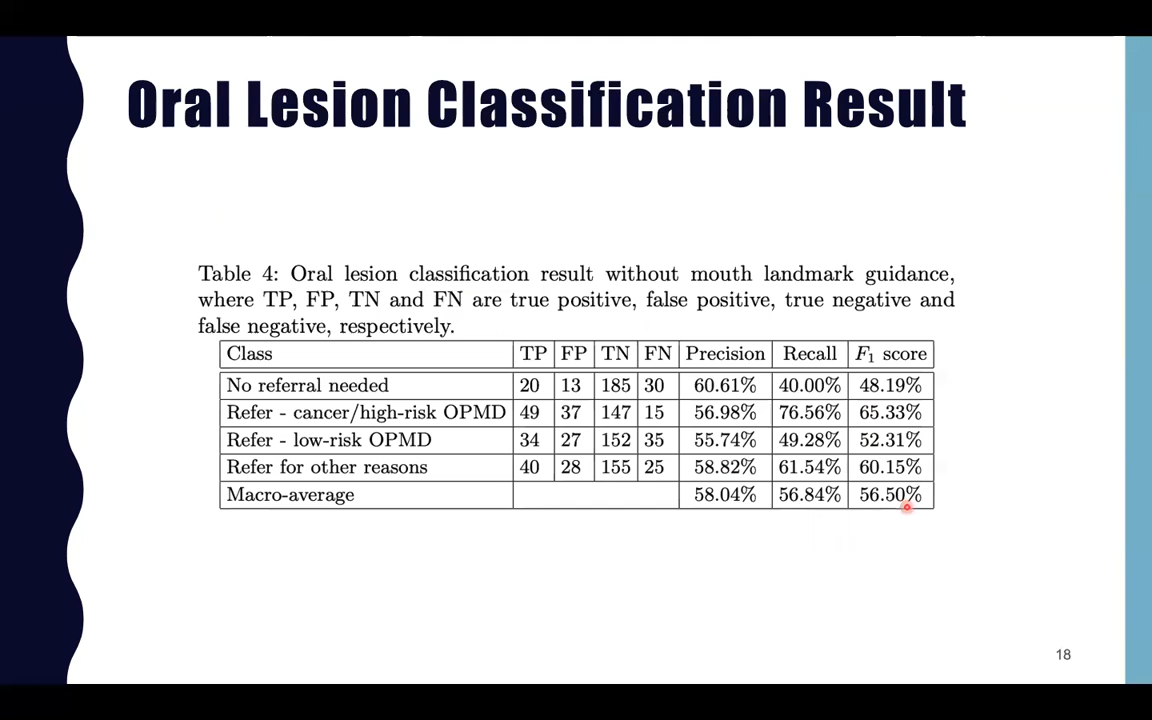 Oral Lesion Classification Result
Table 4: Oral lesion classification result without mouth landmark guidance,
where TP, FP, TN and FN are true positive, false positive, true negative and
false negative, respectively.
Class TP FP TN FN Precision Recall F₁ score
No referral needed 20 13 185 30 60.61% 40.00% 48.19%
Refer - cancer/high-risk OPMD 49 37 147 15 56.98% 76.56% 65.33%
Refer - low-risk OPMD 34 27 152 35 55.74% 49.28% 52.31%
Refer for other reasons 40 28 155 25 58.82% 61.54% 60.15%
Macro-average 58.04% 56.84% 56.50%
18